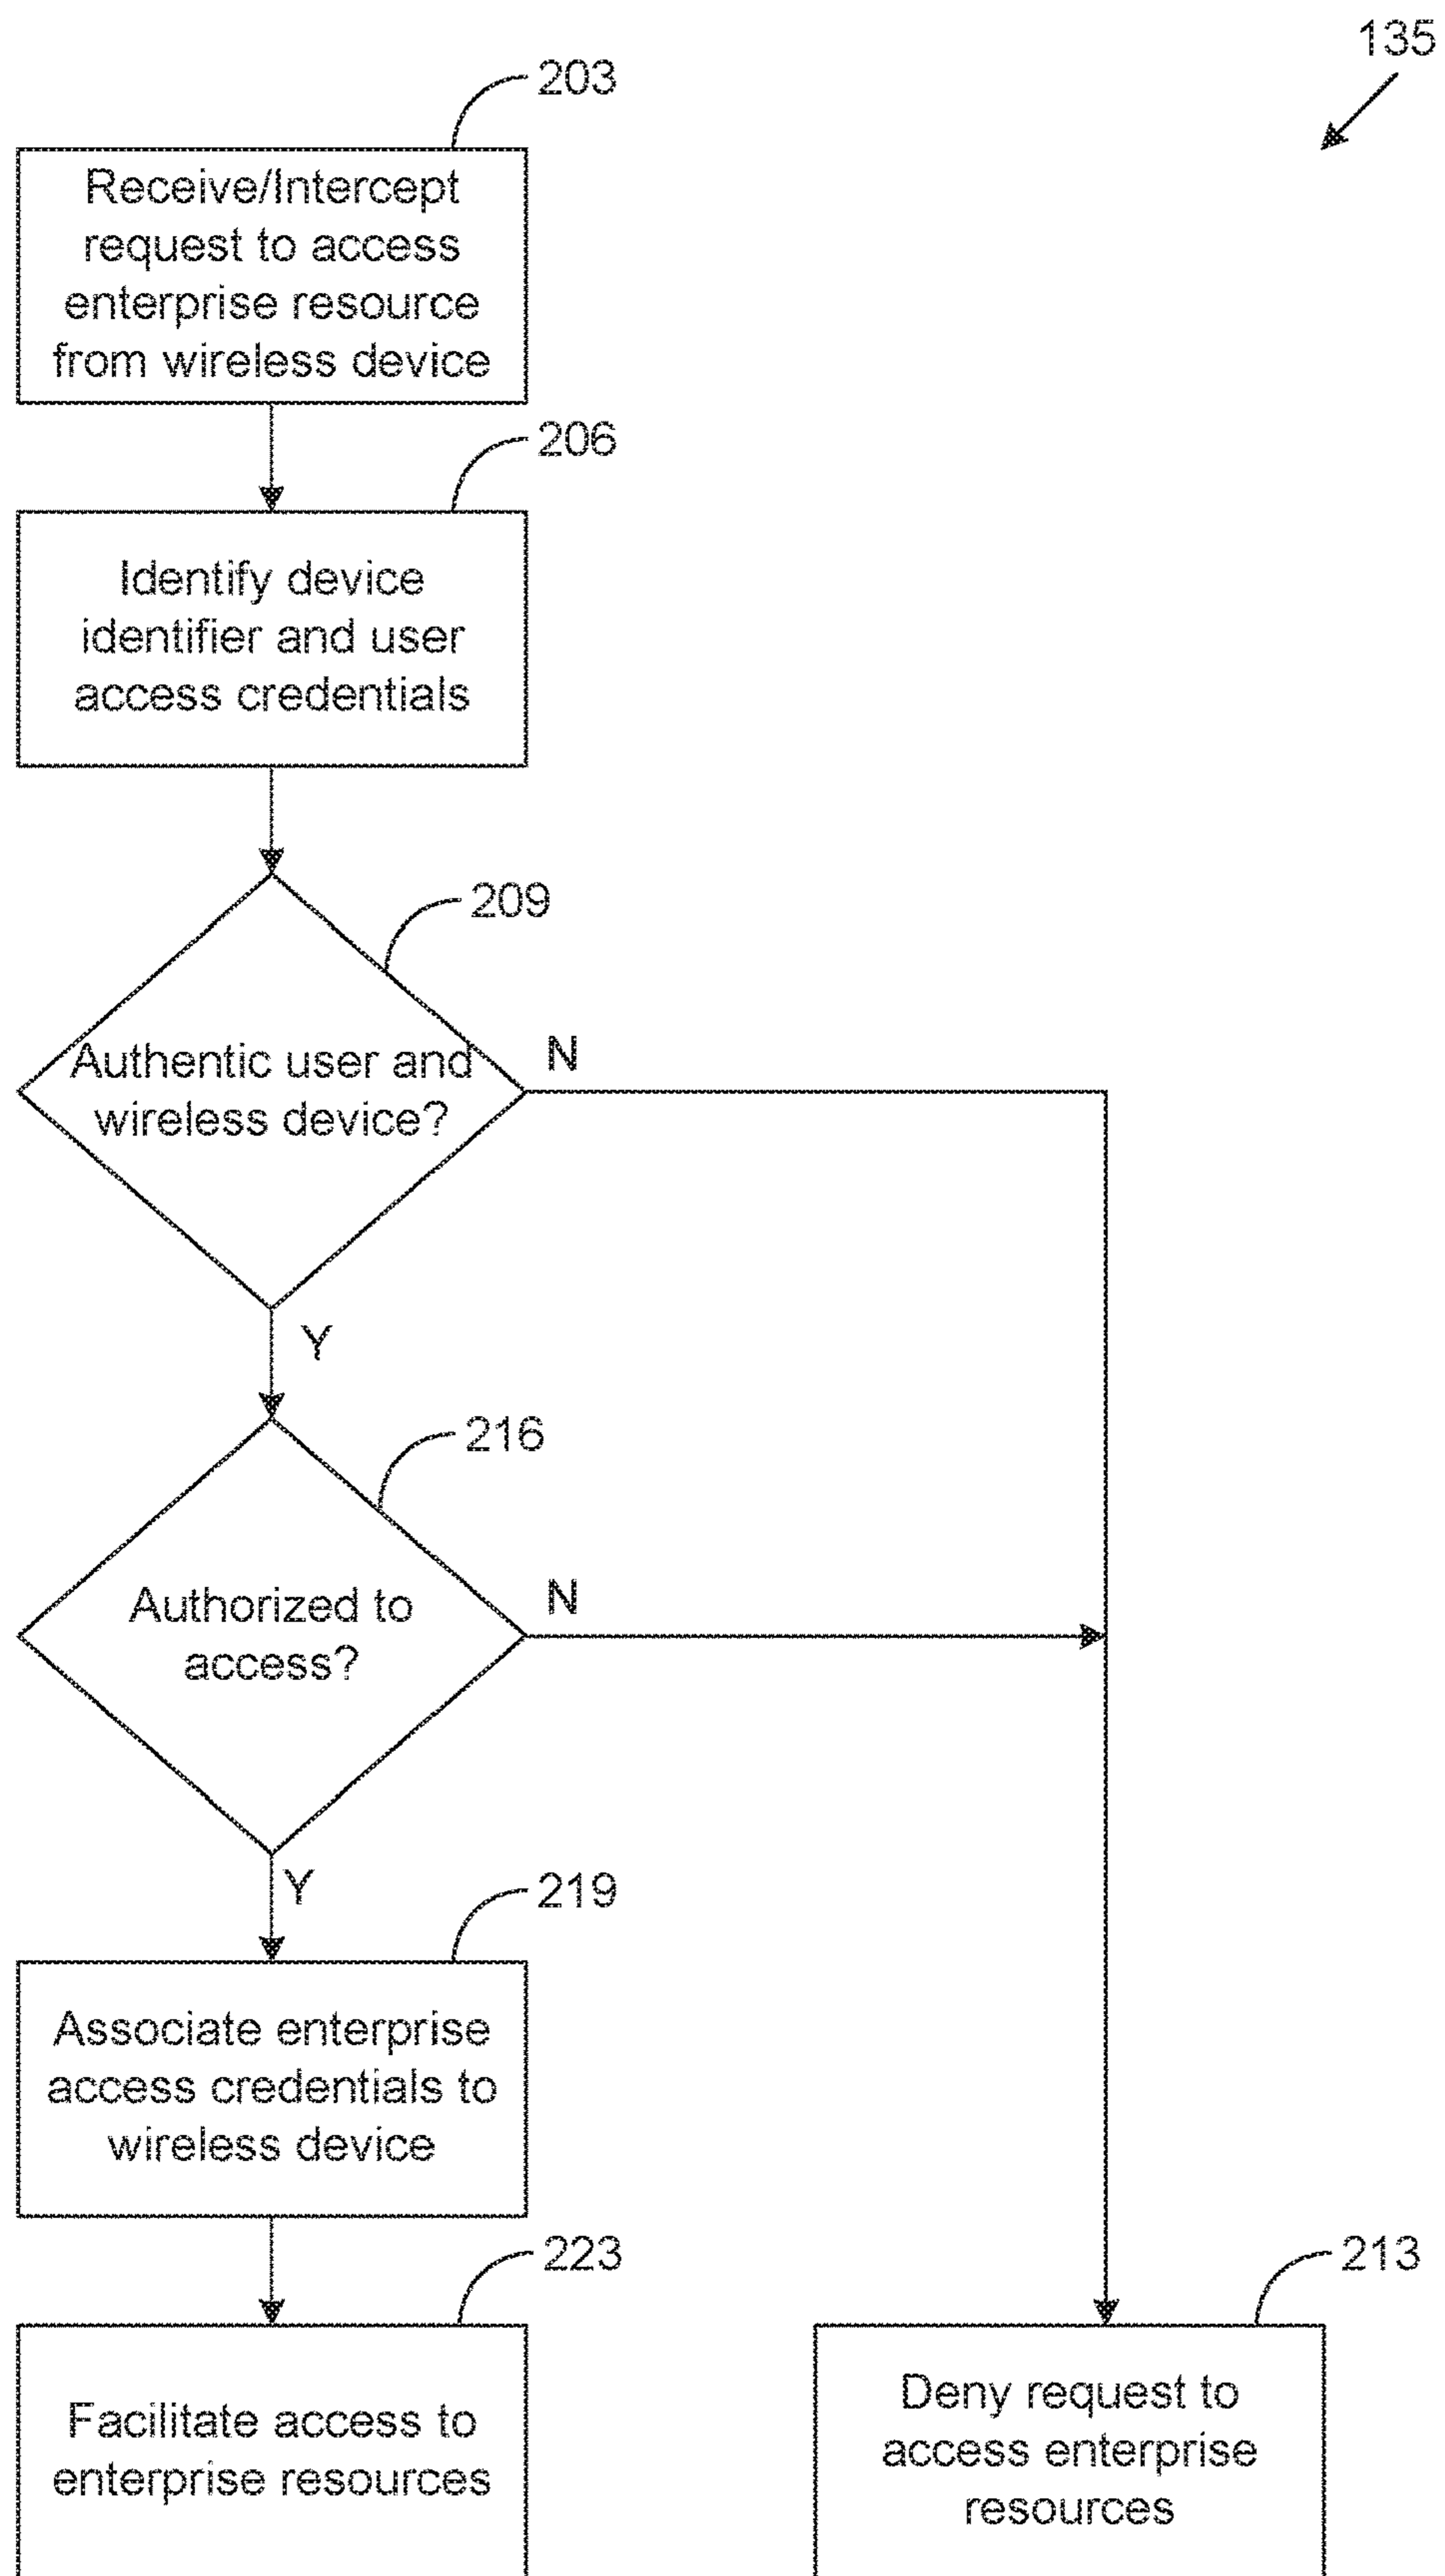 135
203
Receive/Intercept
request to access
enterprise resource
from wireless device
206
Identify device
identifier and user
access credentials
209
Authentic user and
wireless device?
N
Y
216
Authorized to
access?
N
Y
219
Associate enterprise
access credentials to
wireless device
223
Facilitate access to
enterprise resources
213
Deny request to
access enterprise
resources